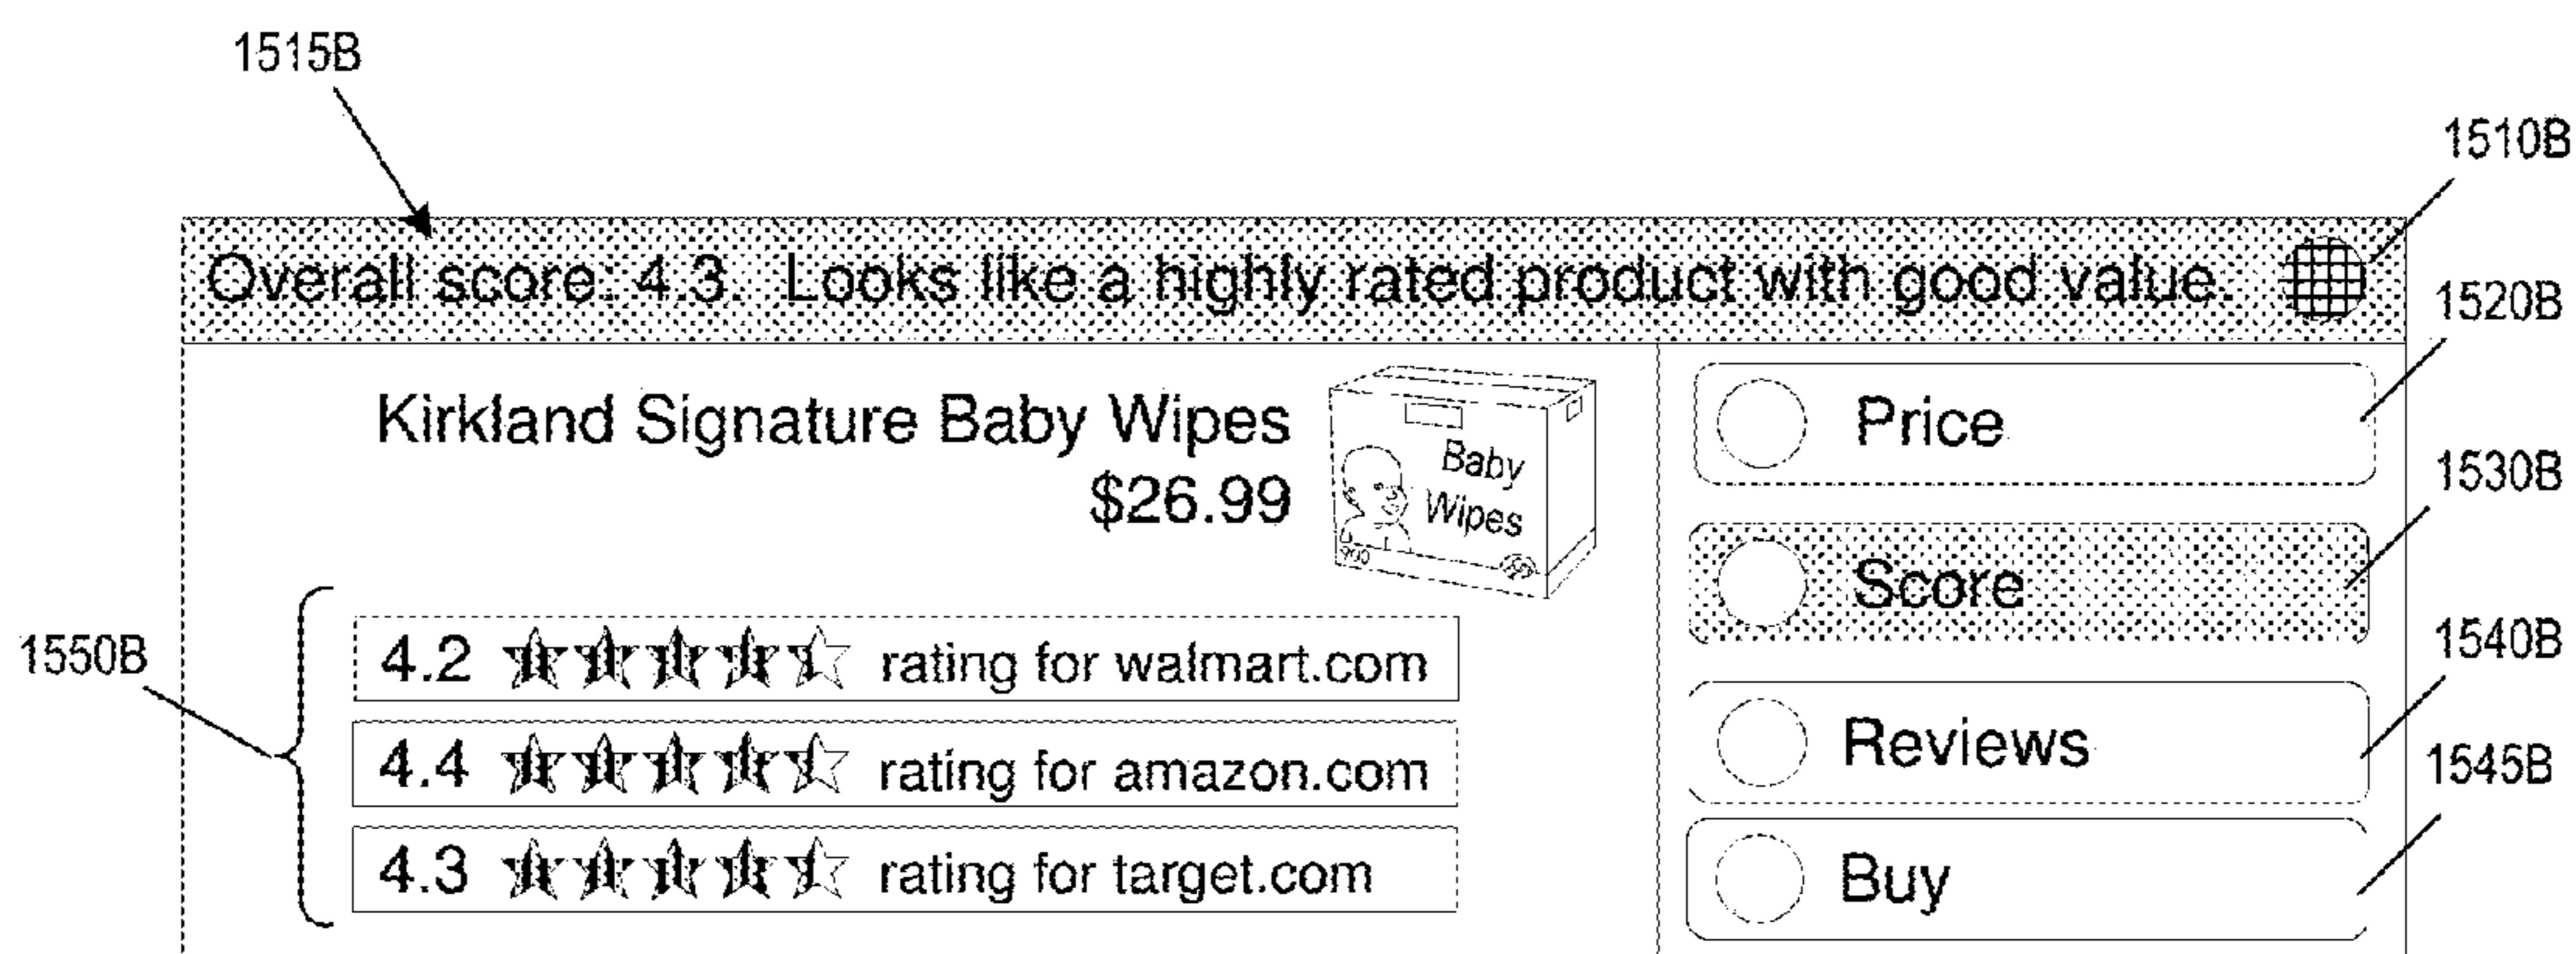 1515B
1510B
Overall score: 4.3. Looks like a highly rated product with good value.
1520B
Kirkland Signature Baby Wipes
$26.99
Baby
Wipes
900
Price
1530B
Score
1550B
4.2 rating for walmart.com
4.4 rating for amazon.com
4.3 rating for target.com
1540B
Reviews
1545B
Buy